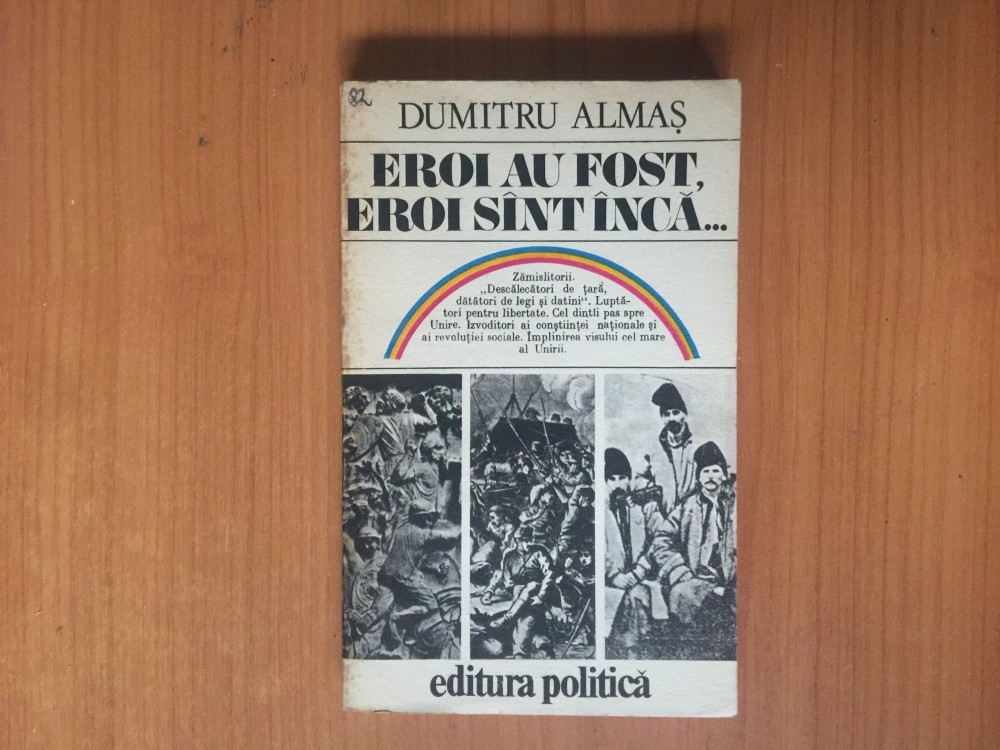 82
DUMITRU ALMAȘ
EROI AU FOST,
EROI SÎNT ÎNCĂ...
Zămislitorii.
„Descălecători de țară,
dătători de legi și datini“. Luptă-
tori pentru libertate. Cel dintîi pas spre
Unire. Izvoditori ai conștiinței naționale și
ai revoluției sociale. Împlinirea visului cel mare
al Unirii.
editura politică